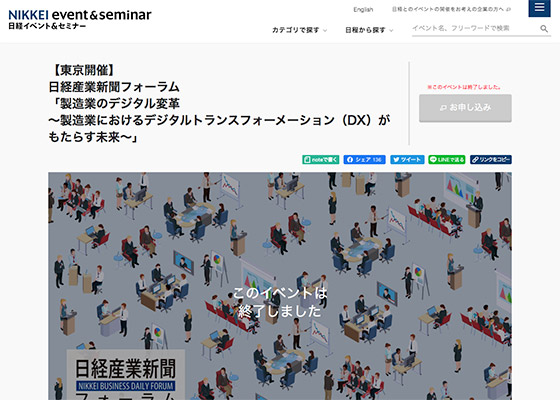 NIKKEI event&seminar
日経イベント&セミナー
English
日経とのイベントの開催をお考えの企業の方へ
カテゴリで探す
日程から探す
イベント名、フリーワードで検索
【東京開催】
日経産業新聞フォーラム
「製造業のデジタル変革
～製造業におけるデジタルトランスフォーメーション（DX）が
もたらす未来～」
※このイベントは終了しました。
お申し込み
noteで書く
シェア 136
ツイート
LINEで送る
リンクをコピー
このイベントは
終了しました
日経産業新聞
NIKKEI BUSINESS DAILY FORUM
フォーラム